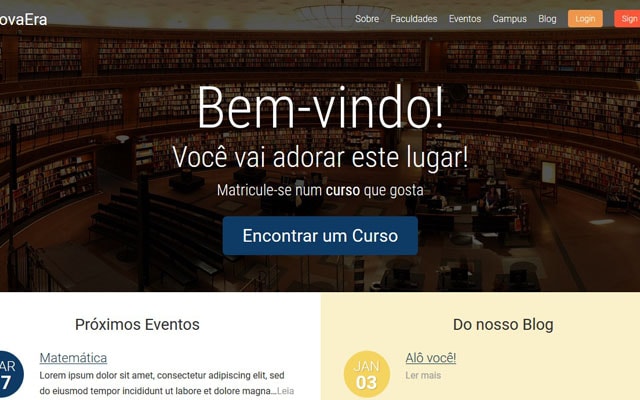 ovaEra
Sobre Faculdades Eventos Campus Blog Login Sign
Bem-vindo!
Você vai adorar este lugar!
Matricule-se num curso que gosta
Encontrar um Curso
Próximos Eventos
Do nosso Blog
AR
7
Matemática
Lorem ipsum dolor sit amet, consectetur adipiscing elit, sed
do eiusmod tempor incididunt ut labore et dolore magna...Leia
JAN
03
Alô você!
Ler mais